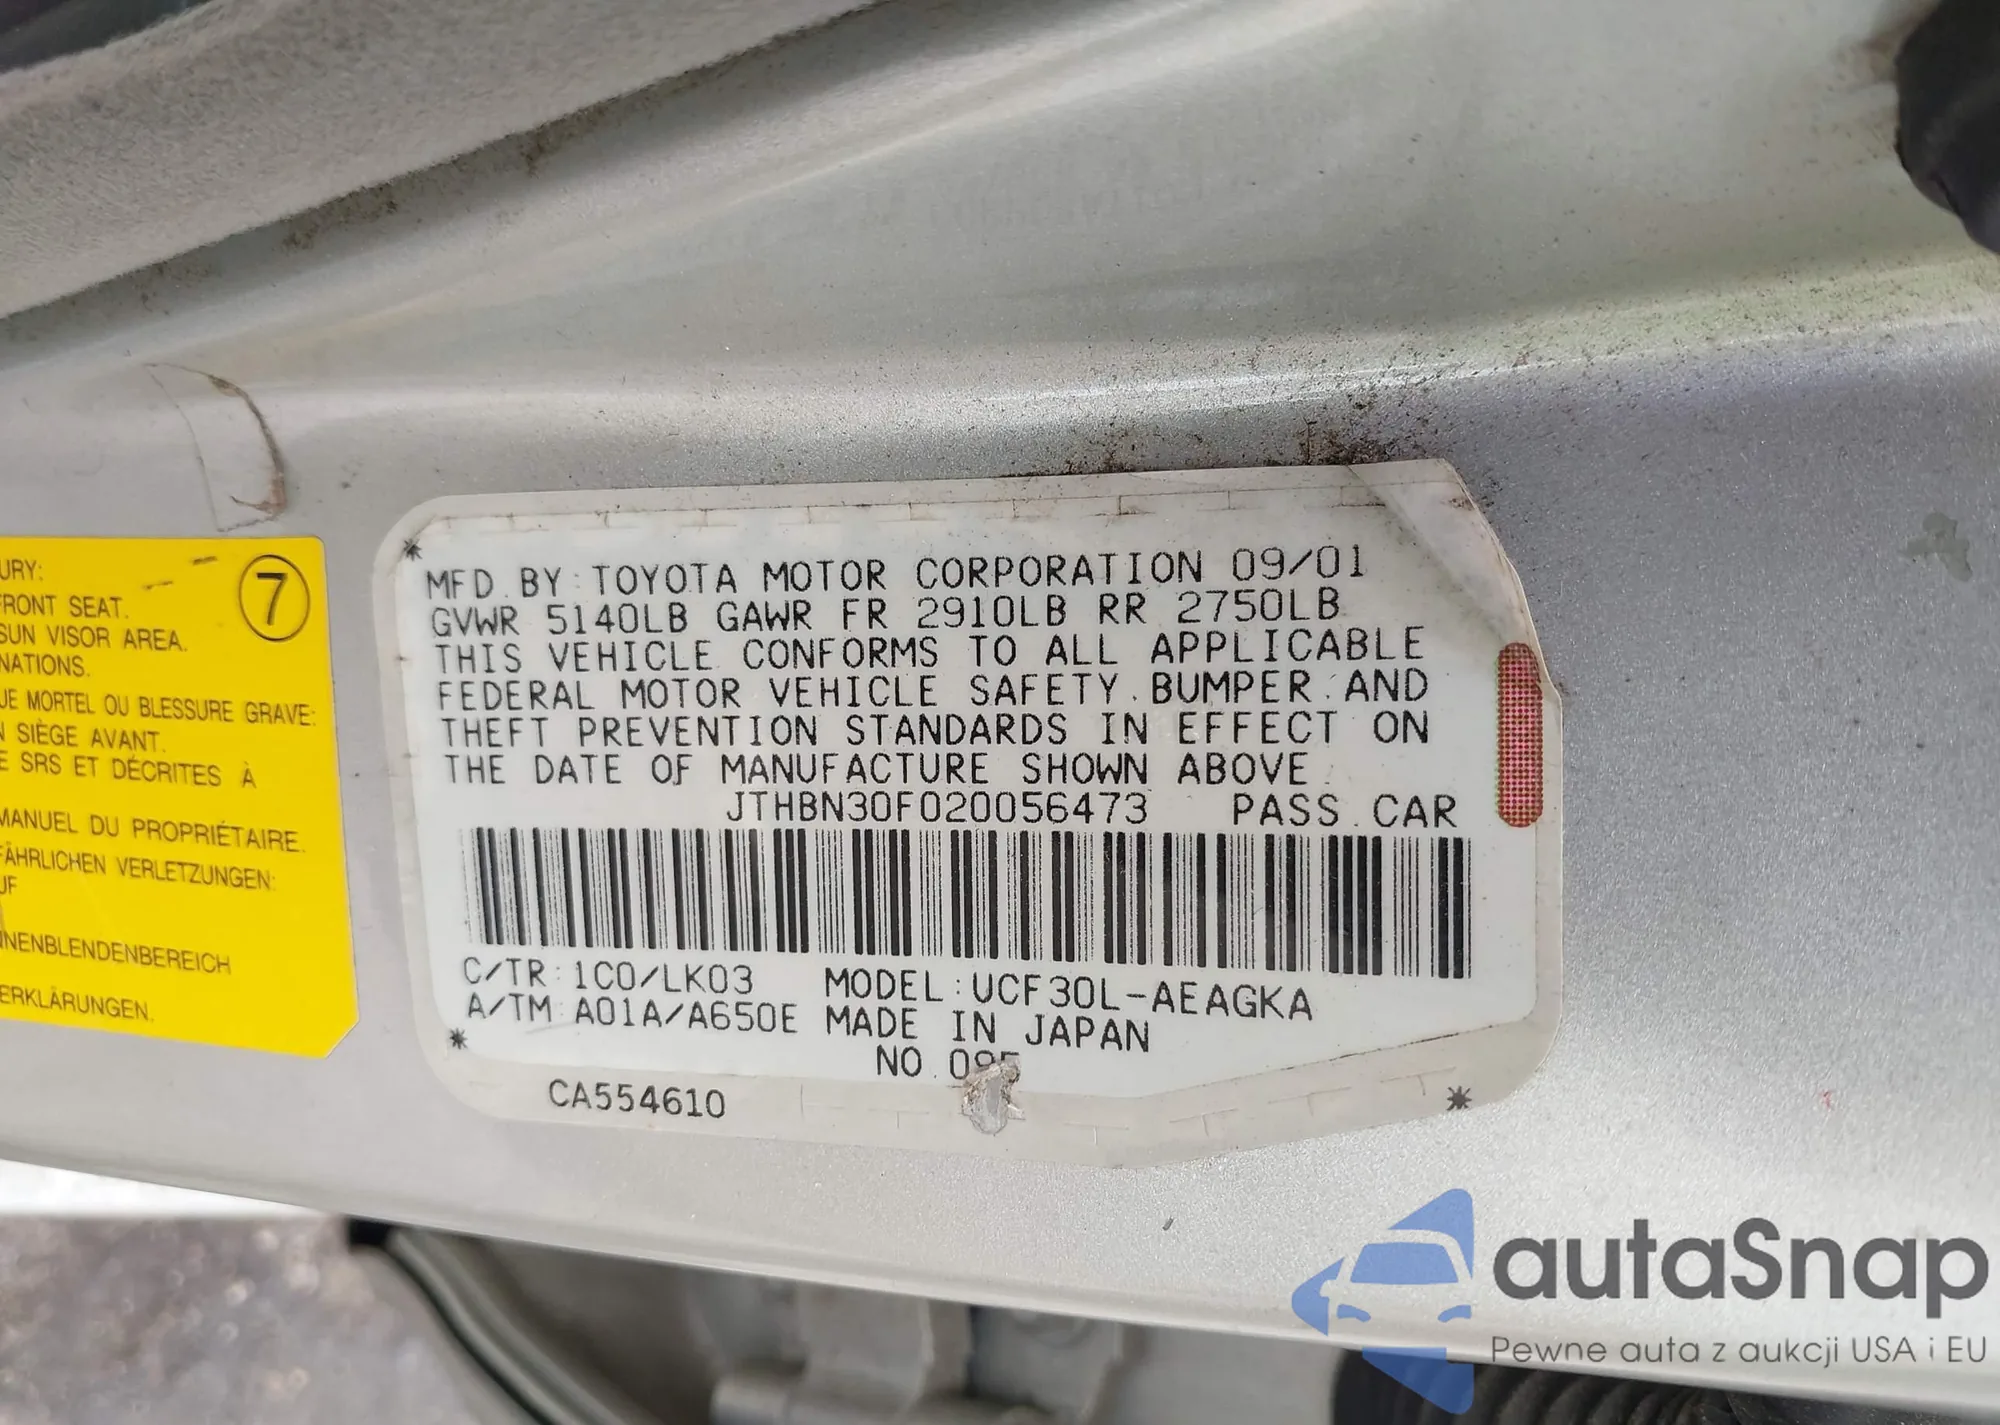 URY:
FRONT SEAT.
SUN VISOR AREA.
NATIONS.
7
UE MORTEL OU BLESSURE GRAVE:
N SIÈGE AVANT.
E SRS ET DÉCRITES À
MANUEL DU PROPRIÉTAIRE.
FÄHRLICHEN VERLETZUNGEN:
UF
NNENBLENDENBEREICH
ERKLÄRUNGEN.
MFD. BY: TOYOTA MOTOR CORPORATION 09/01
GVWR 5140LB GAWR FR 2910LB RR 2750LB
THIS VEHICLE CONFORMS TO ALL APPLICABLE
FEDERAL MOTOR VEHICLE SAFETY. BUMPER. AND
THEFT PREVENTION STANDARDS IN EFFECT ON
THE DATE OF MANUFACTURE SHOWN ABOVE.
JTHBN30F020056473 PASS. CAR
C/TR: 1C0/LK03 MODEL: UCF30L-AEAGKA
A/TM: A01A/A650E MADE IN JAPAN
NO.
CA554610
autaSnap
Pewne auta z aukcji USA i EU